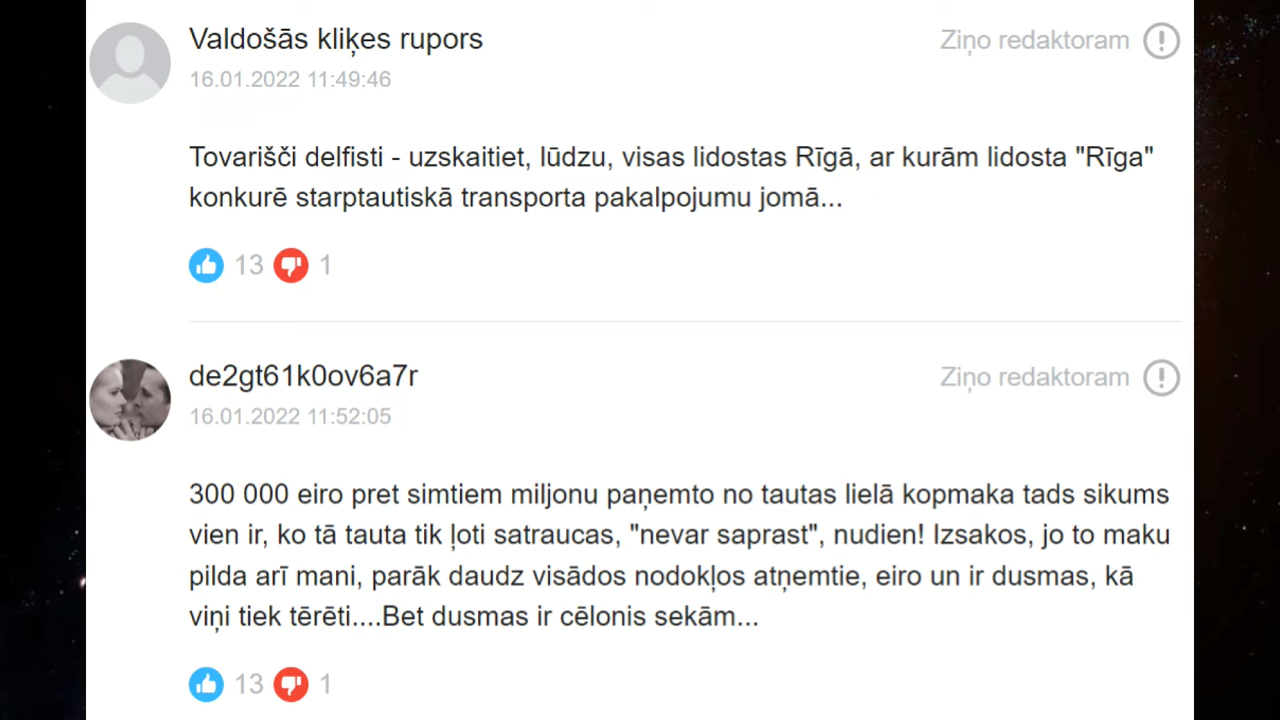 Valdošās kliķes rupors
Ziņo redaktoram
16.01.2022 11:49:46
Tovarišči delfisti - uzskaitiet, lūdzu, visas lidostas Rīgā, ar kurām lidosta "Rīga"
konkurē starptautiskā transporta pakalpojumu jomā...
13 1
de2gt61k0ov6a7r
Ziņo redaktoram
16.01.2022 11:52:05
300 000 eiro pret simtiem miljonu paņemto no tautas lielā kopmaka tads sikums
vien ir, ko tā tauta tik ļoti satraucas, "nevar saprast", nudien! Izsakos, jo to maku
pilda arī mani, parāk daudz visādos nodokļos atņemtie, eiro un ir dusmas, kā
viņi tiek tērēti....Bet dusmas ir cēlonis sekām...
13 1